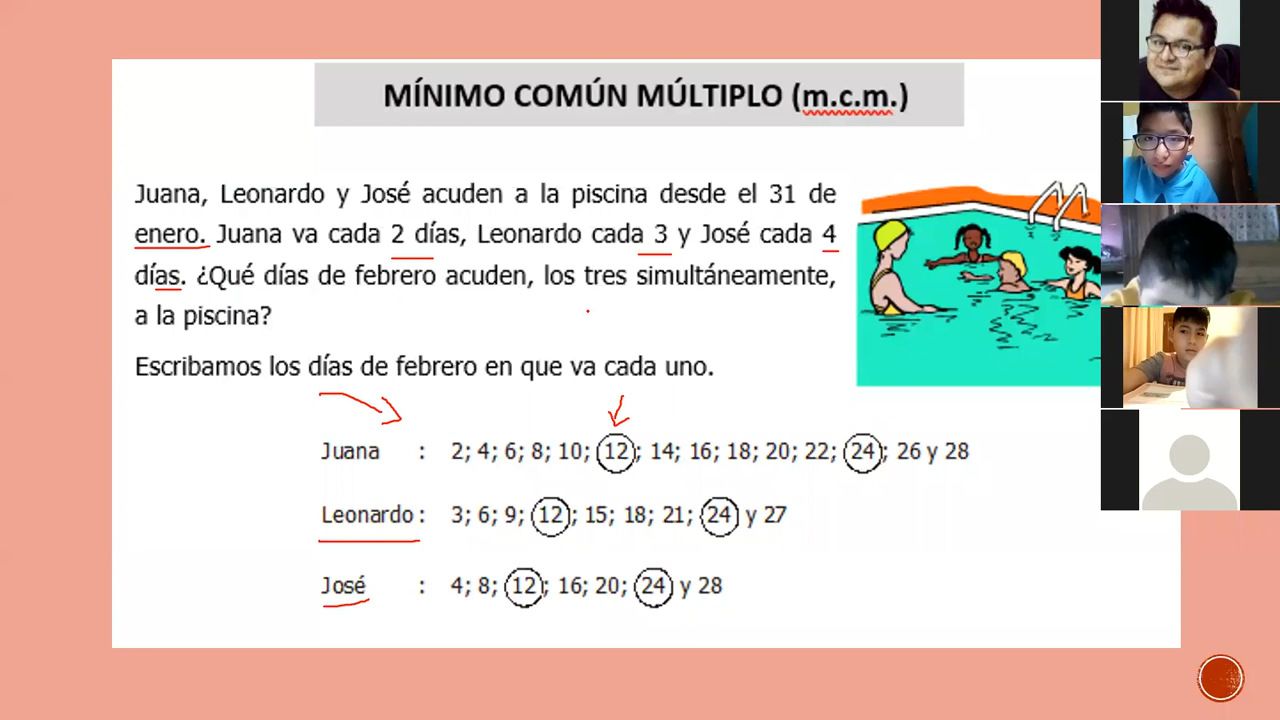 MÍNIMO COMÚN MÚLTIPLO (m.c.m.)
Juana, Leonardo y José acuden a la piscina desde el 31 de
enero. Juana va cada 2 días, Leonardo cada 3 y José cada 4
días. ¿Qué días de febrero acuden, los tres simultáneamente,
a la piscina?
Escribamos los días de febrero en que va cada uno.
Juana : 2; 4; 6; 8; 10; 12; 14; 16; 18; 20; 22; 24; 26 y 28
Leonardo : 3; 6; 9; 12; 15; 18; 21; 24 y 27
José : 4; 8; 12; 16; 20; 24 y 28